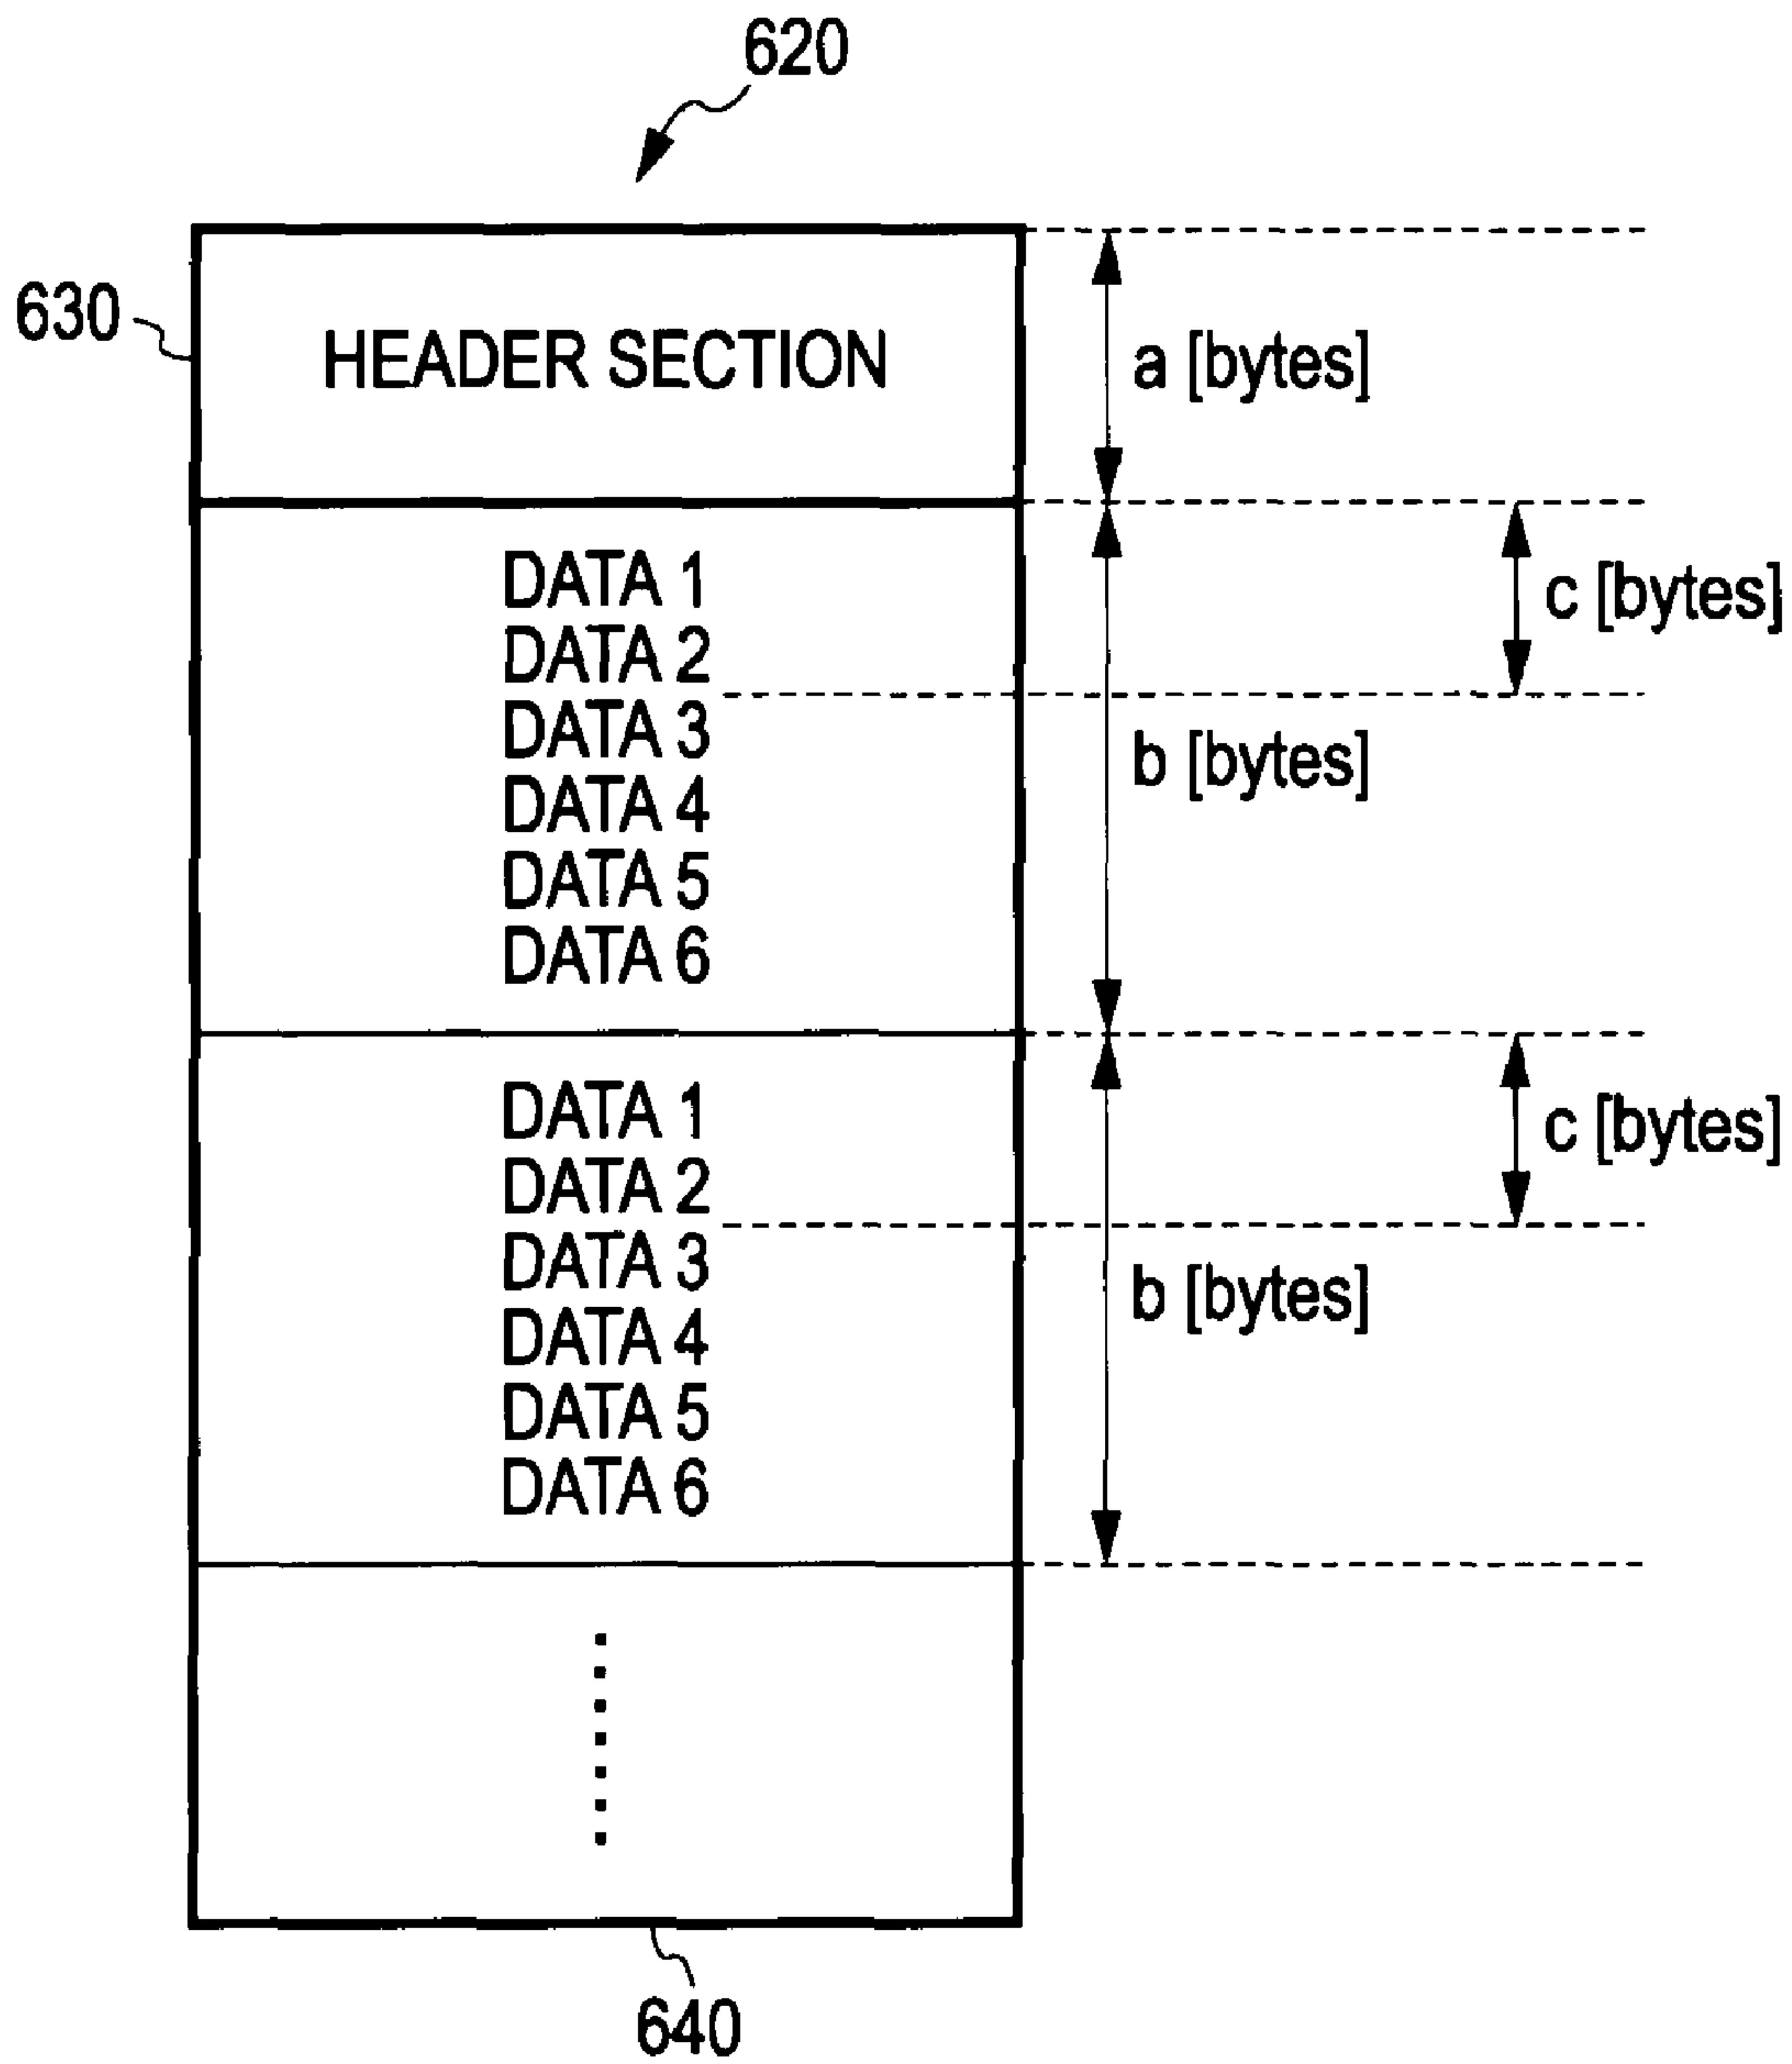 620
630
HEADER SECTION
a [bytes]
DATA 1
DATA 2
DATA 3
DATA 4
DATA 5
DATA 6
c [bytes]
b [bytes]
DATA 1
DATA 2
DATA 3
DATA 4
DATA 5
DATA 6
c [bytes]
b [bytes]
640